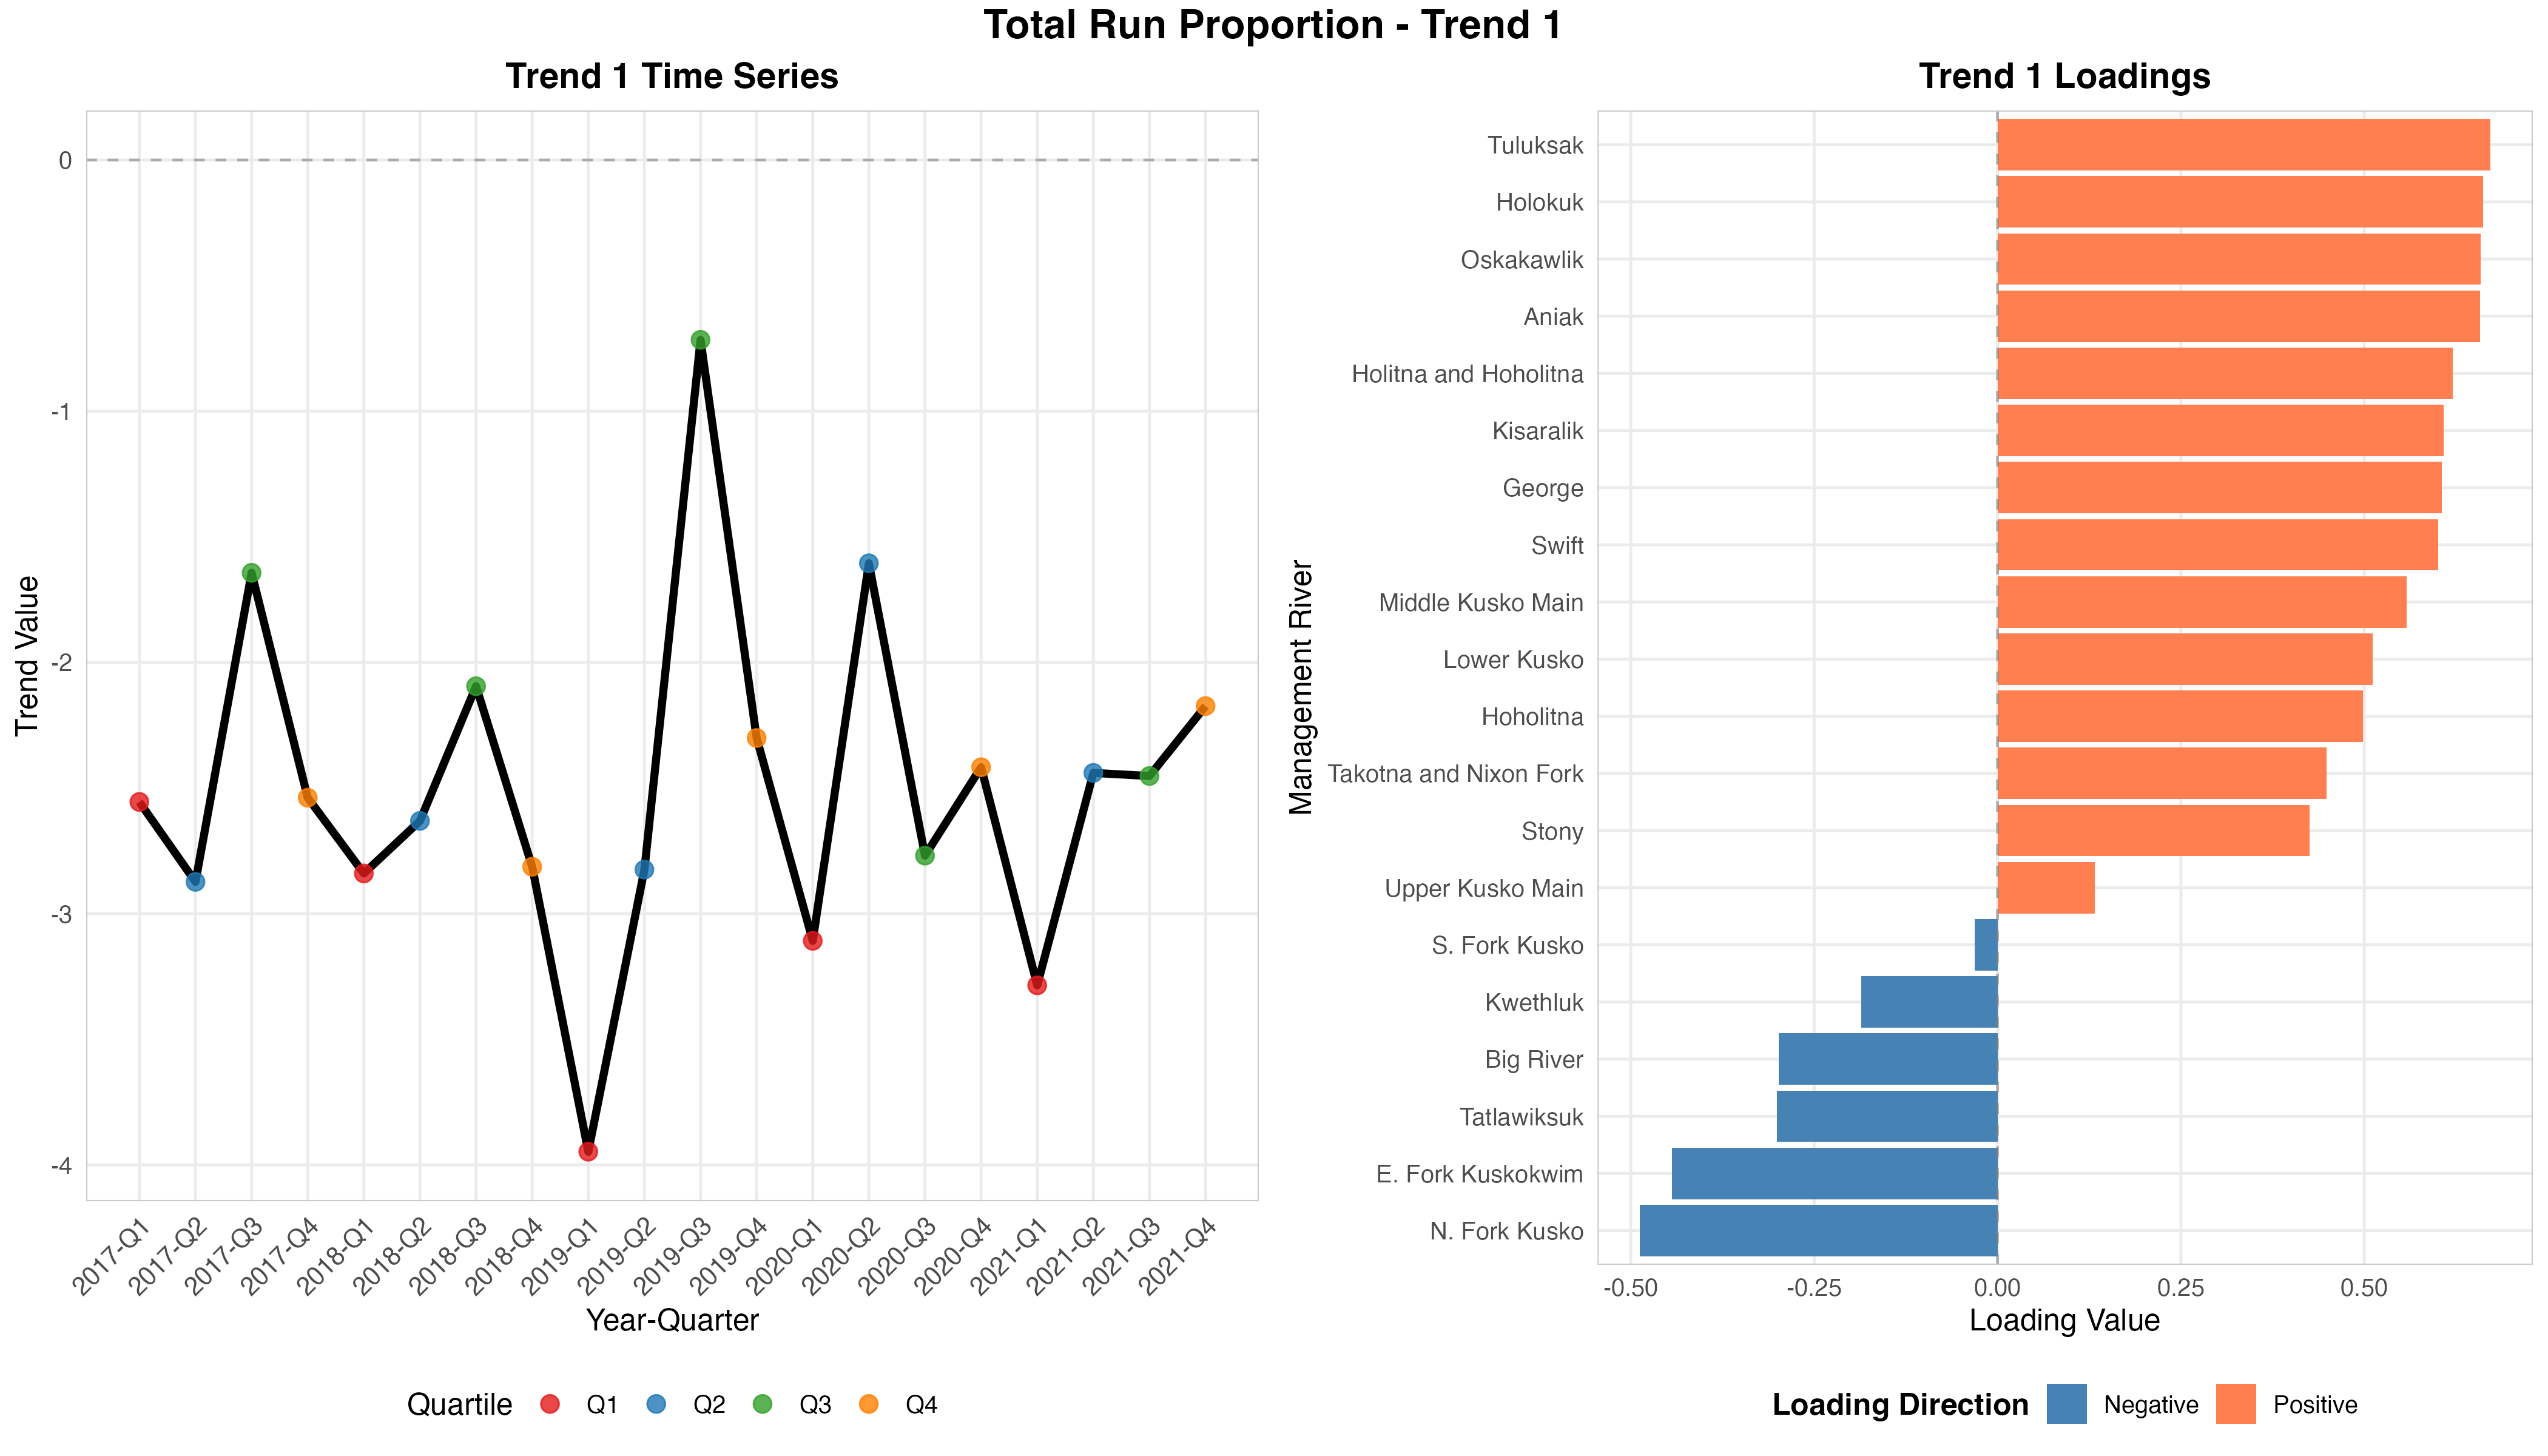 Total Run Proportion - Trend 1
Trend 1 Time Series
Trend Value
0
-1
-2
-3
-4
2017-Q1
2017-Q2
2017-Q3
2017-Q4
2018-Q1
2018-Q2
2018-Q3
2018-Q4
2019-Q1
2019-Q2
2019-Q3
2019-Q4
2020-Q1
2020-Q2
2020-Q3
2020-Q4
2021-Q1
2021-Q2
2021-Q3
2021-Q4
Year-Quarter
Quartile Q1 Q2 Q3 Q4
Trend 1 Loadings
Management River
Tuluksak
Holokuk
Oskakawlik
Aniak
Holitna and Hoholitna
Kisaralik
George
Swift
Middle Kusko Main
Lower Kusko
Hoholitna
Takotna and Nixon Fork
Stony
Upper Kusko Main
S. Fork Kusko
Kwethluk
Big River
Tatlawiksuk
E. Fork Kuskokwim
N. Fork Kusko
-0.50 -0.25 0.00 0.25 0.50
Loading Value
Loading Direction Negative Positive